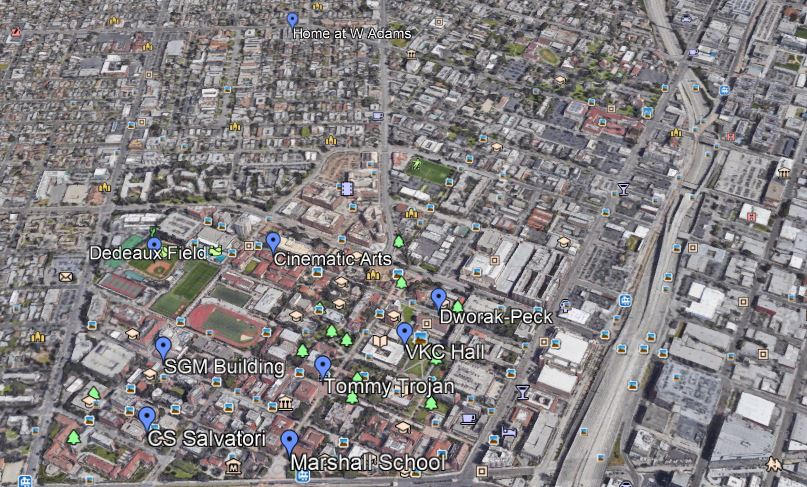 Home at W Adams
Dedeaux Field
Cinematic Arts
Dworak-Peck
VKC Hall
SGM Building
Tommy Trojan
CS Salvatori
Marshall School